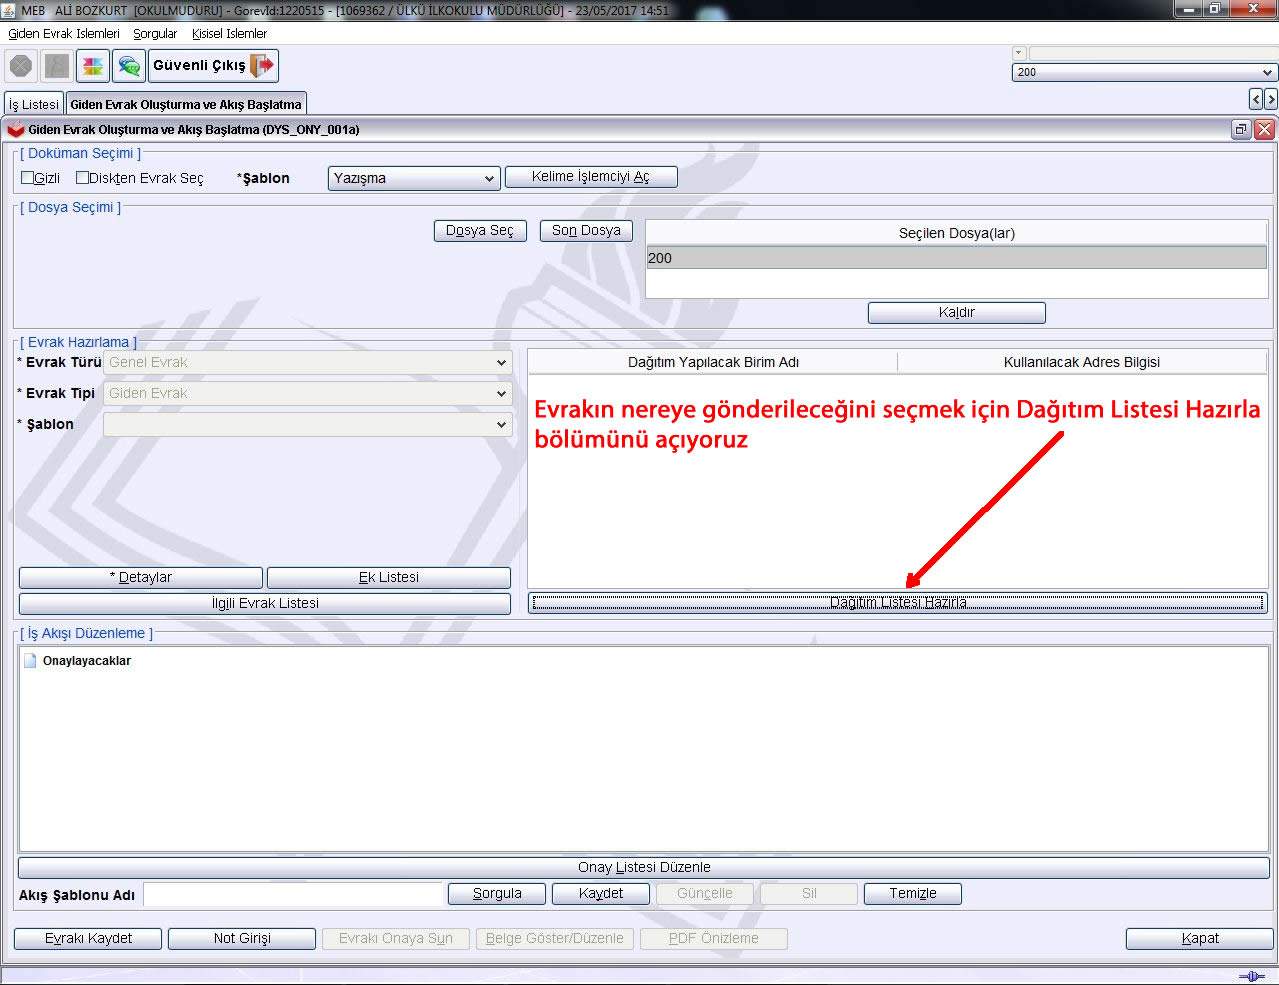 MEB   ALİ BOZKURT  [OKULMUDURU] - GorevId:1220515 - [1069362 / ÜLKÜ İLKOKULU MÜDÜRLÜĞÜ] - 23/05/2017 14:51
Giden Evrak Islemleri   Sorgular   Kisisel Islemler
Güvenli Çıkış
200
İş Listesi   Giden Evrak Oluşturma ve Akış Başlatma
Giden Evrak Oluşturma ve Akış Başlatma (DYS_ONY_001a)
[ Doküman Seçimi ]
Gizli   Diskten Evrak Seç   *Şablon   Yazışma   Kelime İşlemciyi Aç
[ Dosya Seçimi ]
Dosya Seç   Son Dosya   Seçilen Dosya(lar)
200
Kaldır
[ Evrak Hazırlama ]
* Evrak Türü   Genel Evrak   Dağıtım Yapılacak Birim Adı   Kullanılacak Adres Bilgisi
* Evrak Tipi   Giden Evrak
* Şablon
Evrakın nereye gönderileceğini seçmek için Dağıtım Listesi Hazırla
bölümünü açıyoruz
* Detaylar   Ek Listesi
İlgili Evrak Listesi   Dağıtım Listesi Hazırla
[ İş Akışı Düzenleme ]
Onaylayacaklar
Onay Listesi Düzenle
Akış Şablonu Adı   Sorgula   Kaydet   Güncelle   Sil   Temizle
Evrakı Kaydet   Not Girişi   Evrakı Onaya Sun   Belge Göster/Düzenle   PDF Önizleme   Kapat